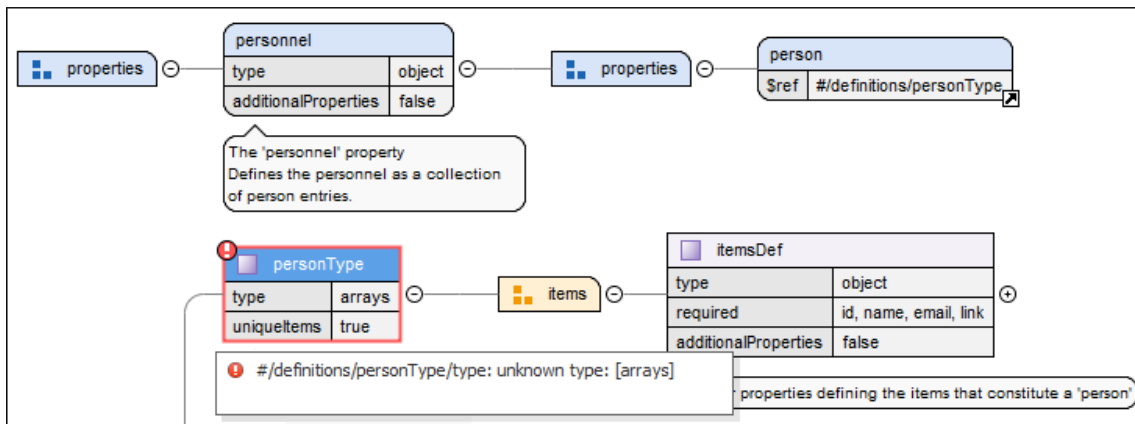 properties
personnel
type object
additionalProperties false
properties
person
$ref #/definitions/personType
The 'personnel' property
Defines the personnel as a collection
of person entries.
personType
type arrays
uniqueItems true
items
itemsDef
type object
required id, name, email, link
additionalProperties false
#/definitions/personType/type: unknown type: [arrays]
properties defining the items that constitute a 'person'